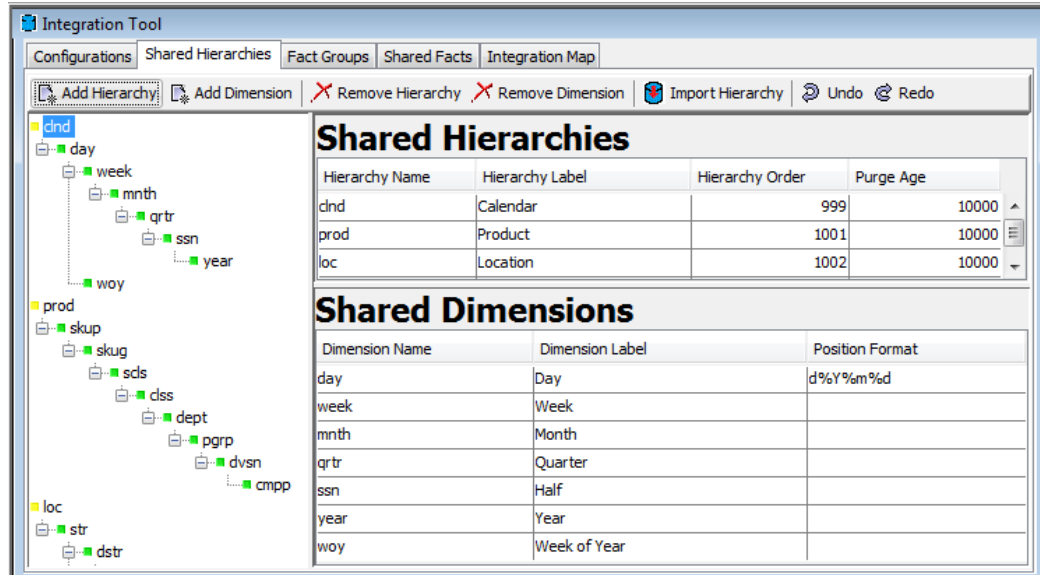 Integration Tool
Configurations Shared Hierarchies Fact Groups Shared Facts Integration Map
Add Hierarchy Add Dimension Remove Hierarchy Remove Dimension Import Hierarchy Undo Redo
clnd
day
week
mnth
qrtr
ssn
year
woy
prod
skup
skug
scls
clss
dept
pgrp
dvsn
cmpp
loc
str
dstr
Shared Hierarchies
Hierarchy Name Hierarchy Label Hierarchy Order Purge Age
clnd Calendar 999 10000
prod Product 1001 10000
loc Location 1002 10000
Shared Dimensions
Dimension Name Dimension Label Position Format
day Day d%Y%m%d
week Week
mnth Month
qrtr Quarter
ssn Half
year Year
woy Week of Year